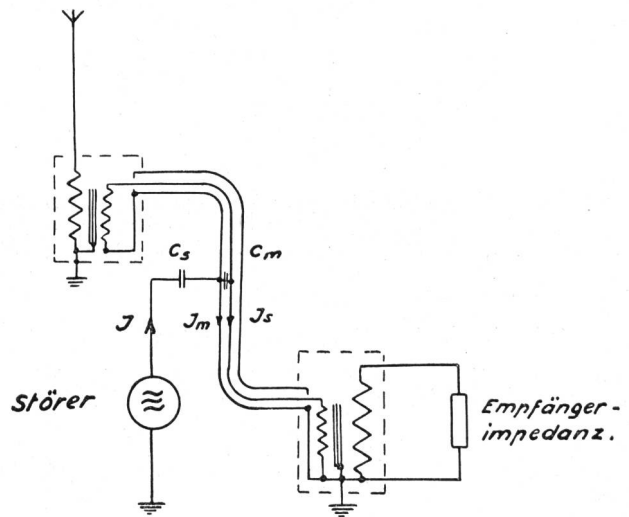 Cs
Cm
J
Jm
Js
Störer
Empfänger-
impedanz.